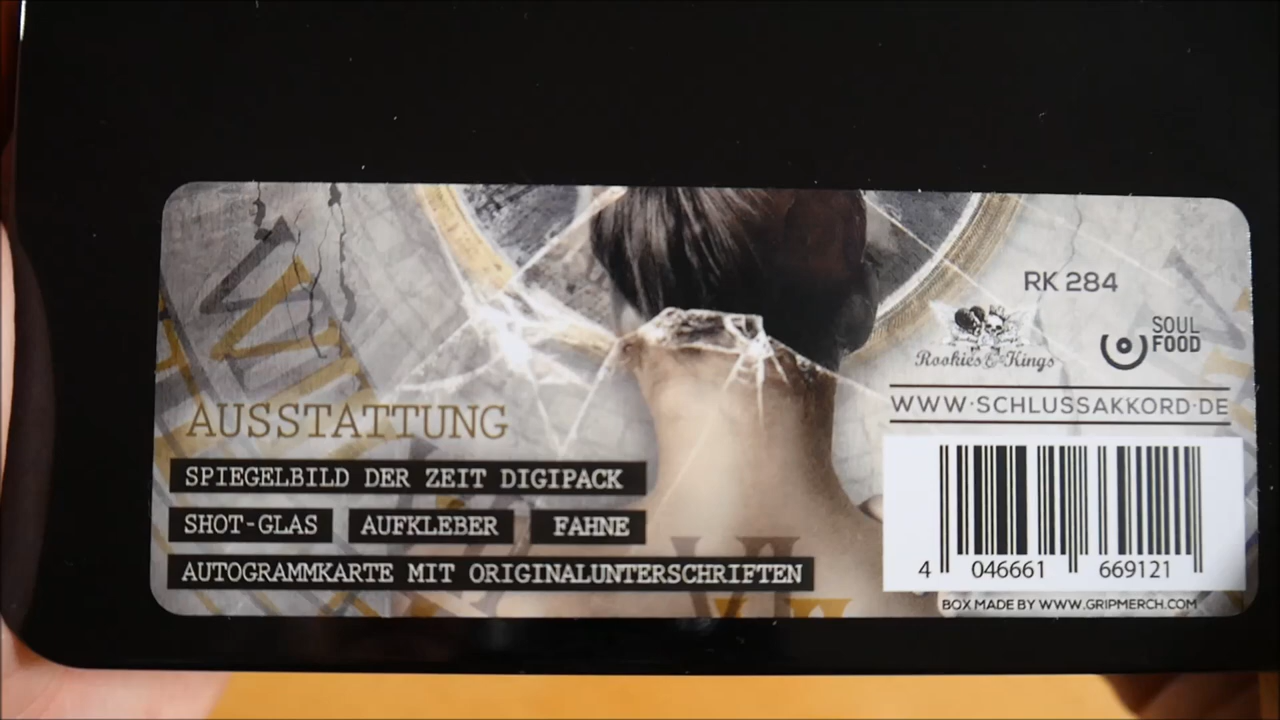 RK 284
Rookies & Kings
SOUL
FOOD
WWW·SCHLUSSAKKORD·DE
AUSSTATTUNG
SPIEGELBILD DER ZEIT DIGIPACK
SHOT-GLAS AUFKLEBER FAHNE
AUTOGRAMMKARTE MIT ORIGINALUNTERSCHRIFTEN
4 046661 669121
BOX MADE BY WWW.GRIPMERCH.COM